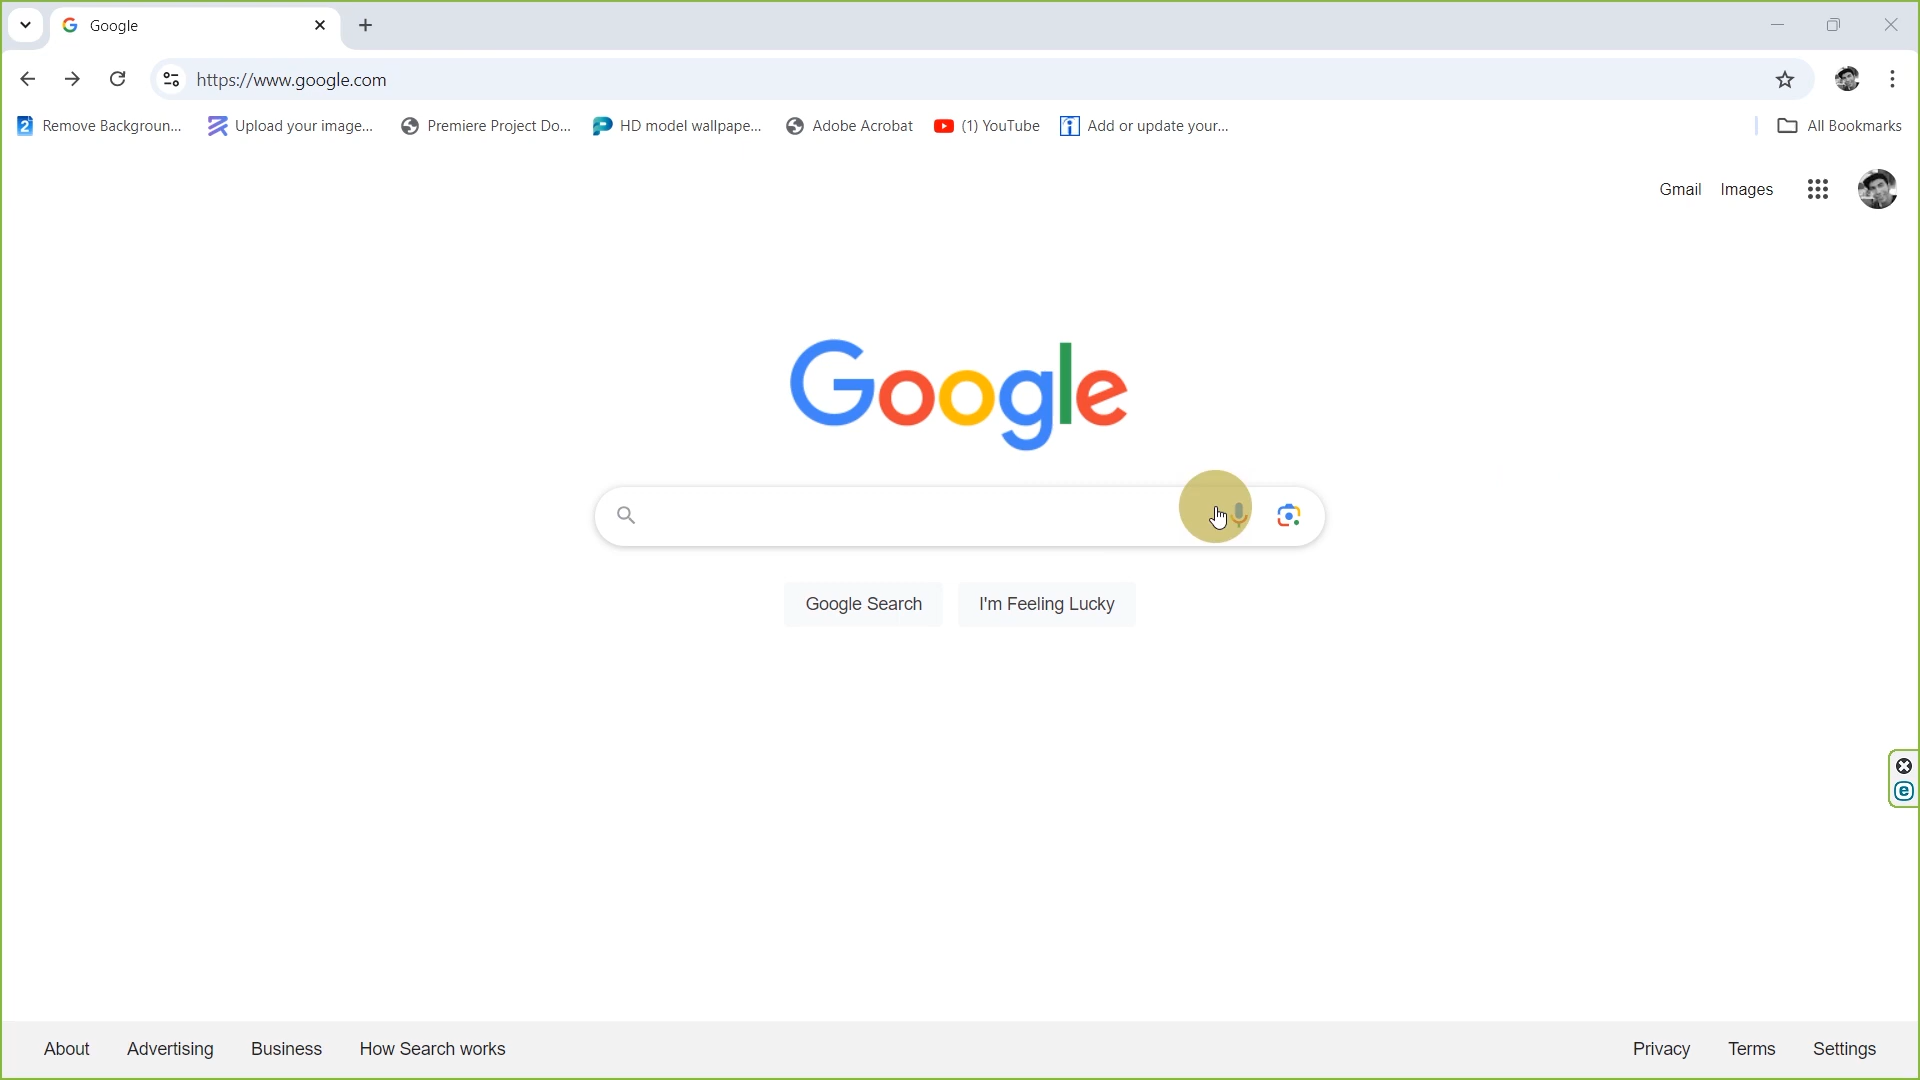 Google
https://www.google.com
2 Remove Backgroun... Upload your image... Premiere Project Do... HD model wallpape... Adobe Acrobat (1) YouTube Add or update your... All Bookmarks
Gmail Images
Google
Google Search I'm Feeling Lucky
e
About Advertising Business How Search works Privacy Terms Settings